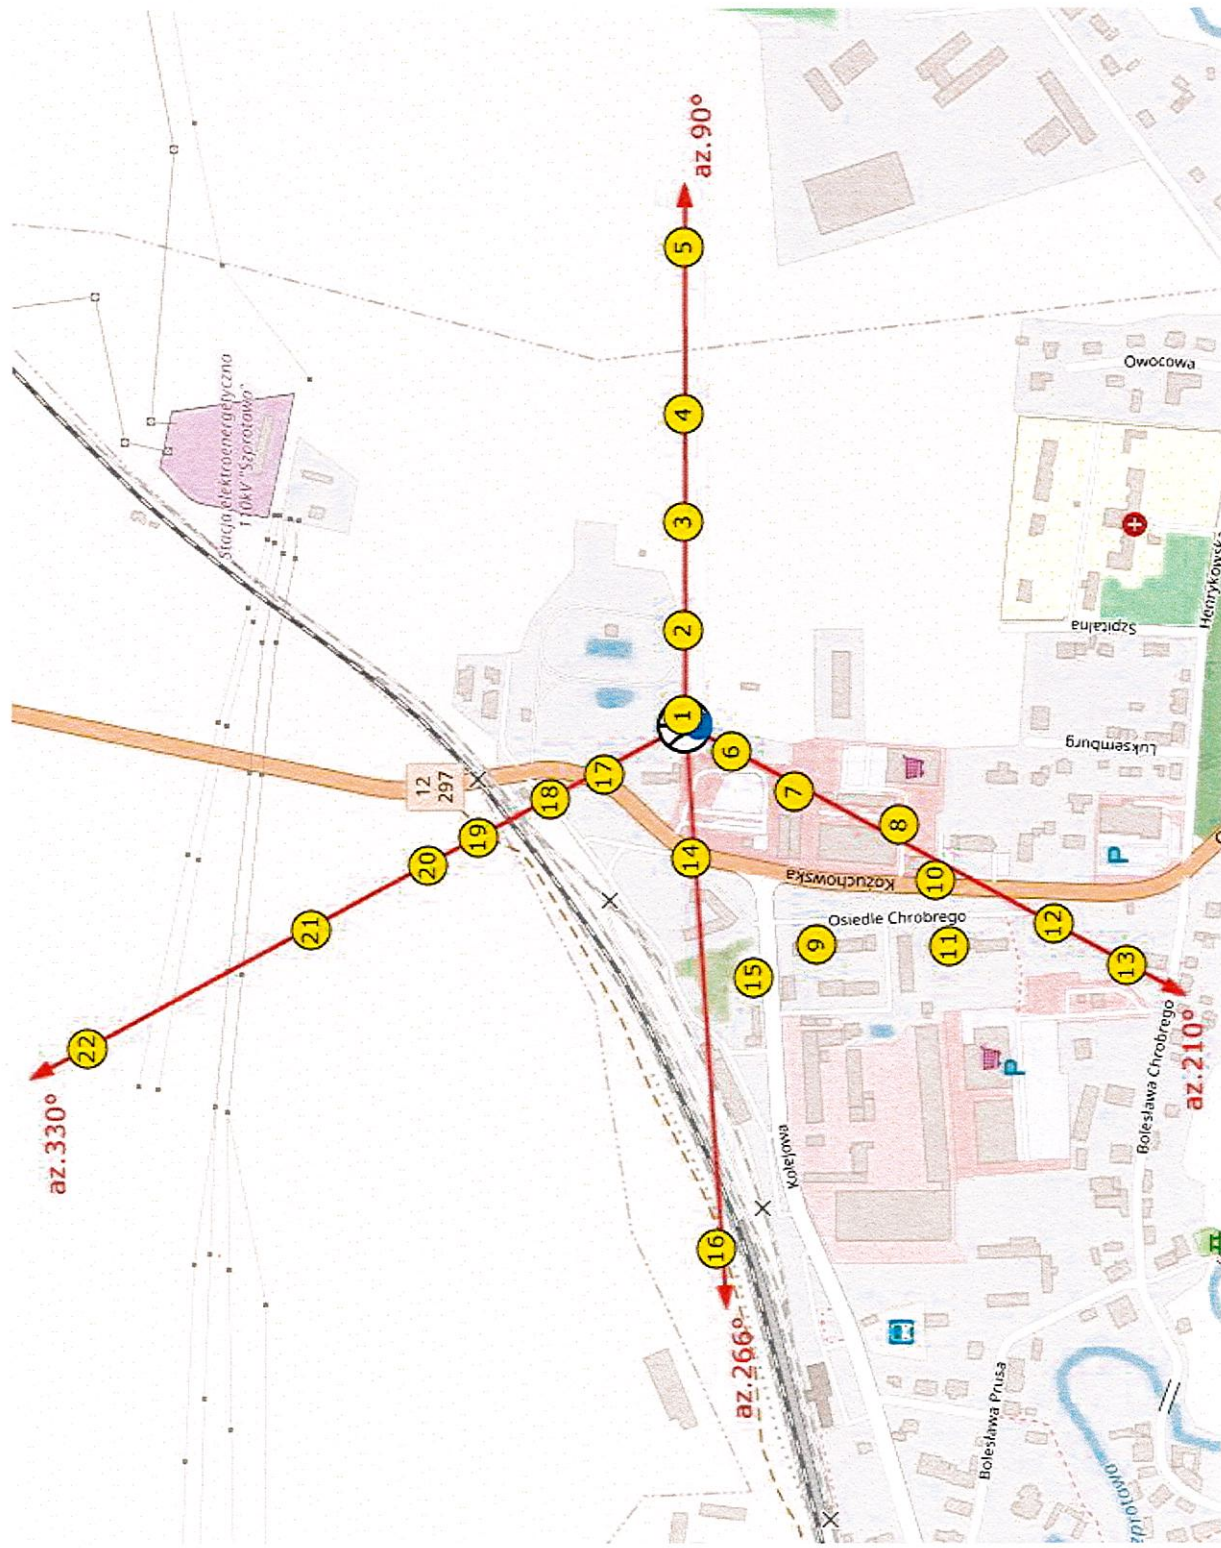 az.330°
22
21
20
19
18
17
12
297
Stacja elektroenergetyczno
110kV "Szprotawa"
1
2
3
4
5
az.90°
6
7
8
9
10
11
12
13
az.210°
14
15
16
az.266°
Kożuchowska
Osiedle Chrobrego
Kolejowa
Bolesława Chrobrego
Bolesława Prusa
Luksemburg
Szpitalna
Henrykowska
Owocowa
P
P